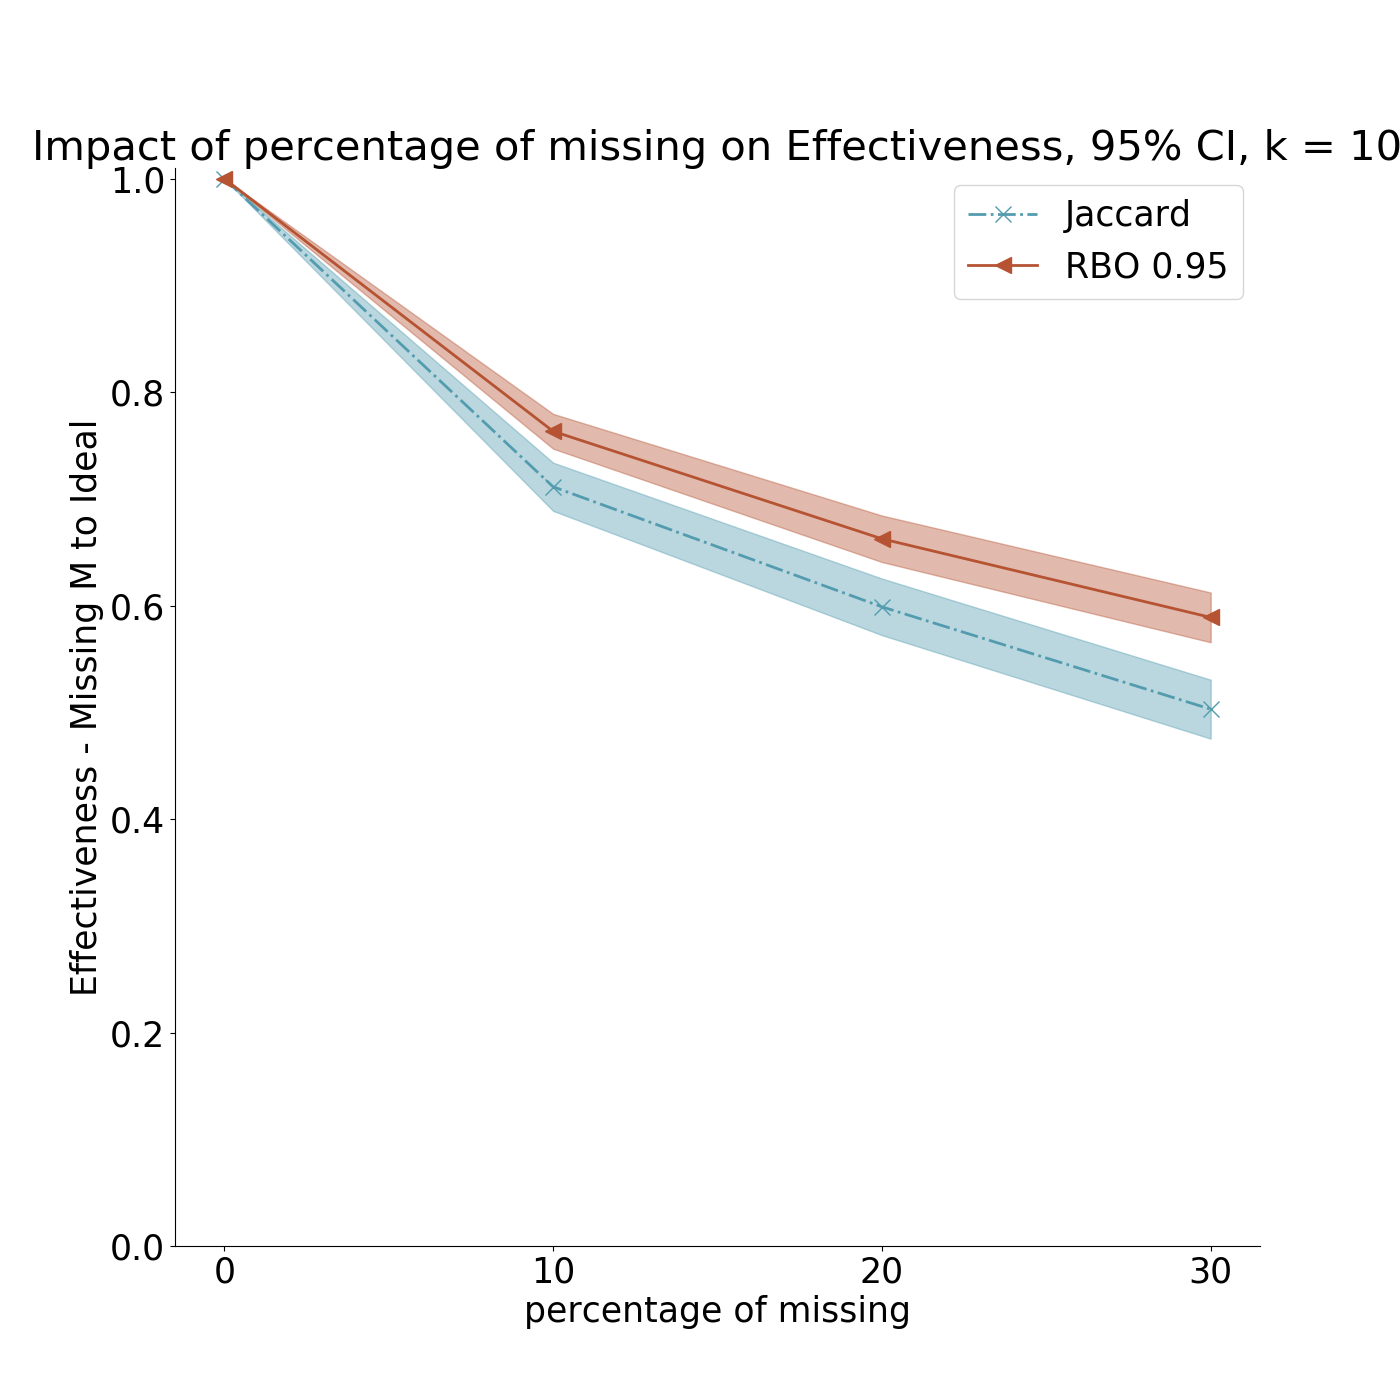 Impact of percentage of missing on Effectiveness, 95% CI, k = 10
Jaccard
RBO 0.95
Effectiveness - Missing M to Ideal
1.0
0.8
0.6
0.4
0.2
0.0
0 10 20 30
percentage of missing